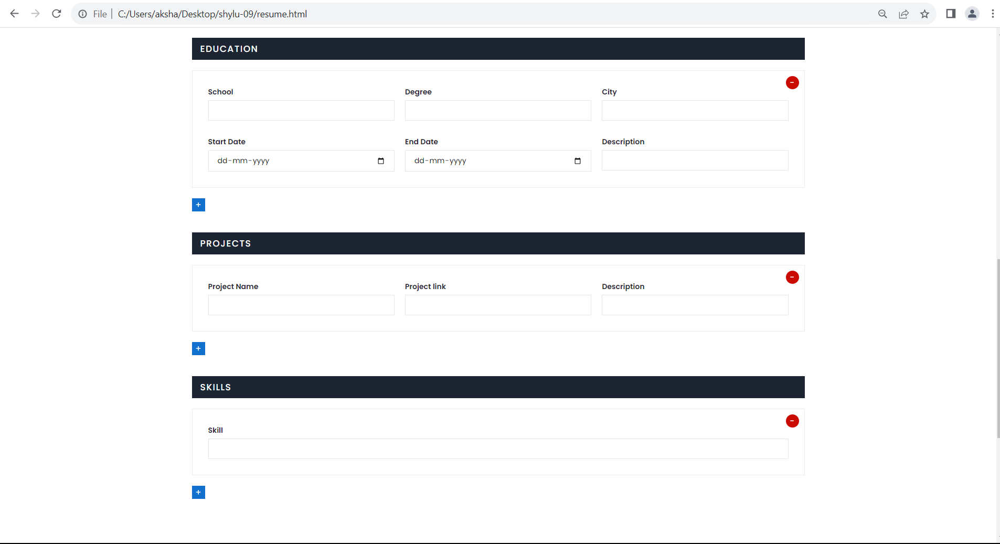 File | C:/Users/aksha/Desktop/shylu-09/resume.html
EDUCATION
-
School Degree City
Start Date End Date Description
dd-mm-yyyy dd-mm-yyyy
+
PROJECTS
-
Project Name Project link Description
+
SKILLS
-
Skill
+